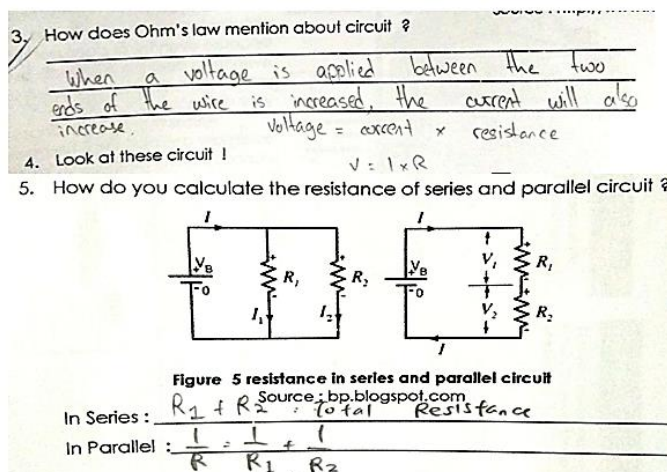 3. How does Ohm's law mention about circuit ?
When a voltage is applied between the two
ends of the wire is increased, the current will also
increase.
voltage = current x resistance
4. Look at these circuit !
V = I x R
5. How do you calculate the resistance of series and parallel circuit ?
I
I
VB
R1
R2
VB
V1
R1
I1
I2
V2
R2
I
Figure 5 resistance in series and parallel circuit
Source : bp.blogspot.com
In Series : R1 + R2 : total Resistance
In Parallel : 1/R = 1/R1 + 1/R2